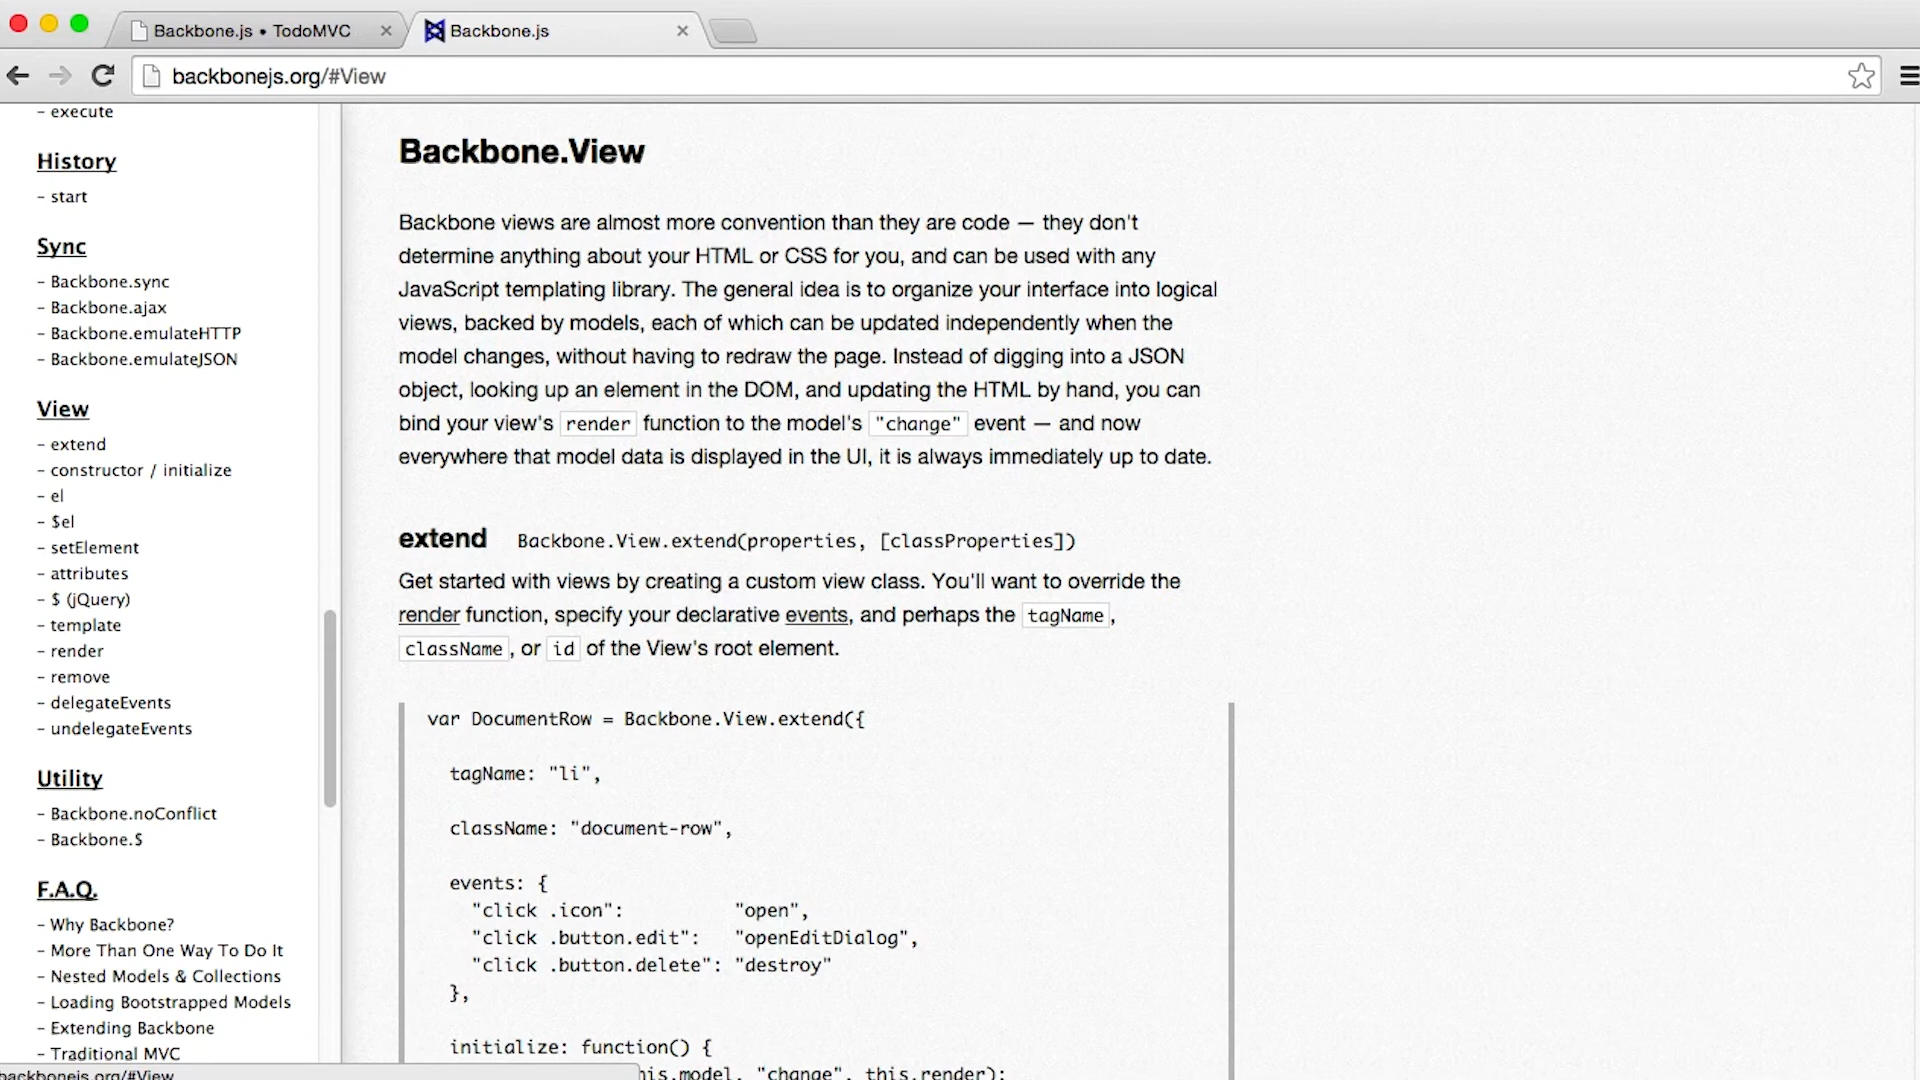 Backbone.js • TodoMVC
Backbone.js
backbonejs.org/#View
- execute
History
- start
Sync
- Backbone.sync
- Backbone.ajax
- Backbone.emulateHTTP
- Backbone.emulateJSON
View
- extend
- constructor / initialize
- el
- $el
- setElement
- attributes
- $ (jQuery)
- template
- render
- remove
- delegateEvents
- undelegateEvents
Utility
- Backbone.noConflict
- Backbone.$
F.A.Q.
- Why Backbone?
- More Than One Way To Do It
- Nested Models & Collections
- Loading Bootstrapped Models
- Extending Backbone
- Traditional MVC
backbonejs.org/#View
Backbone.View
Backbone views are almost more convention than they are code — they don't
determine anything about your HTML or CSS for you, and can be used with any
JavaScript templating library. The general idea is to organize your interface into logical
views, backed by models, each of which can be updated independently when the
model changes, without having to redraw the page. Instead of digging into a JSON
object, looking up an element in the DOM, and updating the HTML by hand, you can
bind your view's render function to the model's "change" event — and now
everywhere that model data is displayed in the UI, it is always immediately up to date.
extend Backbone.View.extend(properties, [classProperties])
Get started with views by creating a custom view class. You'll want to override the
render function, specify your declarative events, and perhaps the tagName,
className, or id of the View's root element.
var DocumentRow = Backbone.View.extend({
tagName: "li",
className: "document-row",
events: {
"click .icon": "open",
"click .button.edit": "openEditDialog",
"click .button.delete": "destroy"
},
initialize: function() {
his.model, "change", this.render);